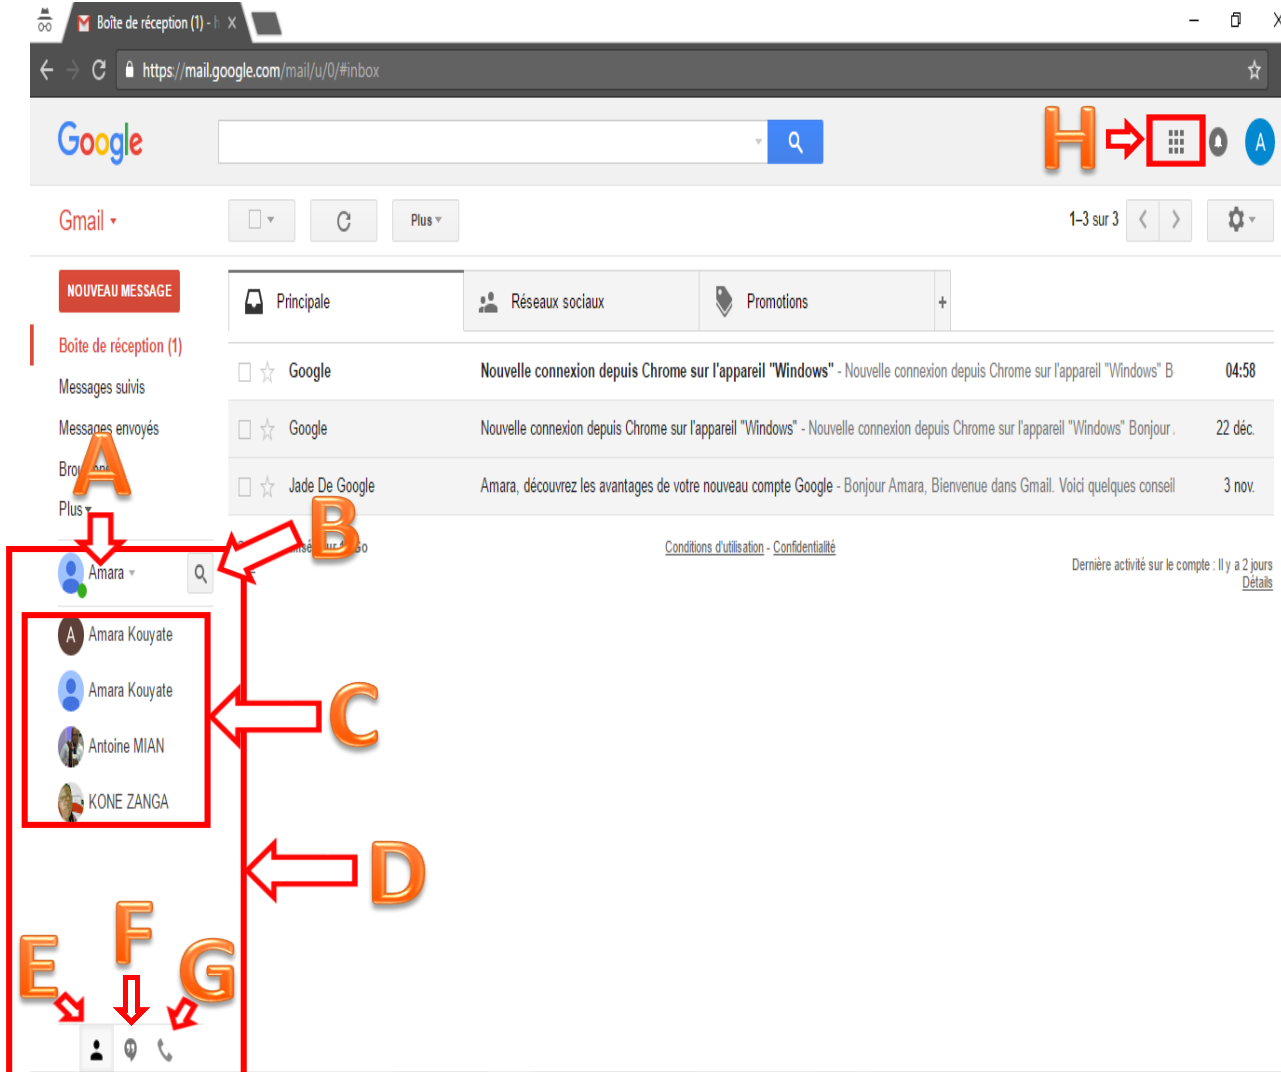 Boîte de réception (1) - h
https://mail.google.com/mail/u/0/#inbox
Google
H
A
Gmail
Plus
1–3 sur 3
NOUVEAU MESSAGE
Principale
Réseaux sociaux
Promotions
+
Boîte de réception (1)
Messages suivis
Messages envoyés
Plus
Google Nouvelle connexion depuis Chrome sur l'appareil "Windows" - Nouvelle connexion depuis Chrome sur l'appareil "Windows" B 04:58
Google Nouvelle connexion depuis Chrome sur l'appareil "Windows" - Nouvelle connexion depuis Chrome sur l'appareil "Windows" Bonjour . 22 déc.
Jade De Google Amara, découvrez les avantages de votre nouveau compte Google - Bonjour Amara, Bienvenue dans Gmail. Voici quelques conseil 3 nov.
A
B
Conditions d'utilisation - Confidentialité
Dernière activité sur le compte : Il y a 2 jours
Détails
Amara
A Amara Kouyate
Amara Kouyate
Antoine MIAN
KONE ZANGA
C
D
E
F
G